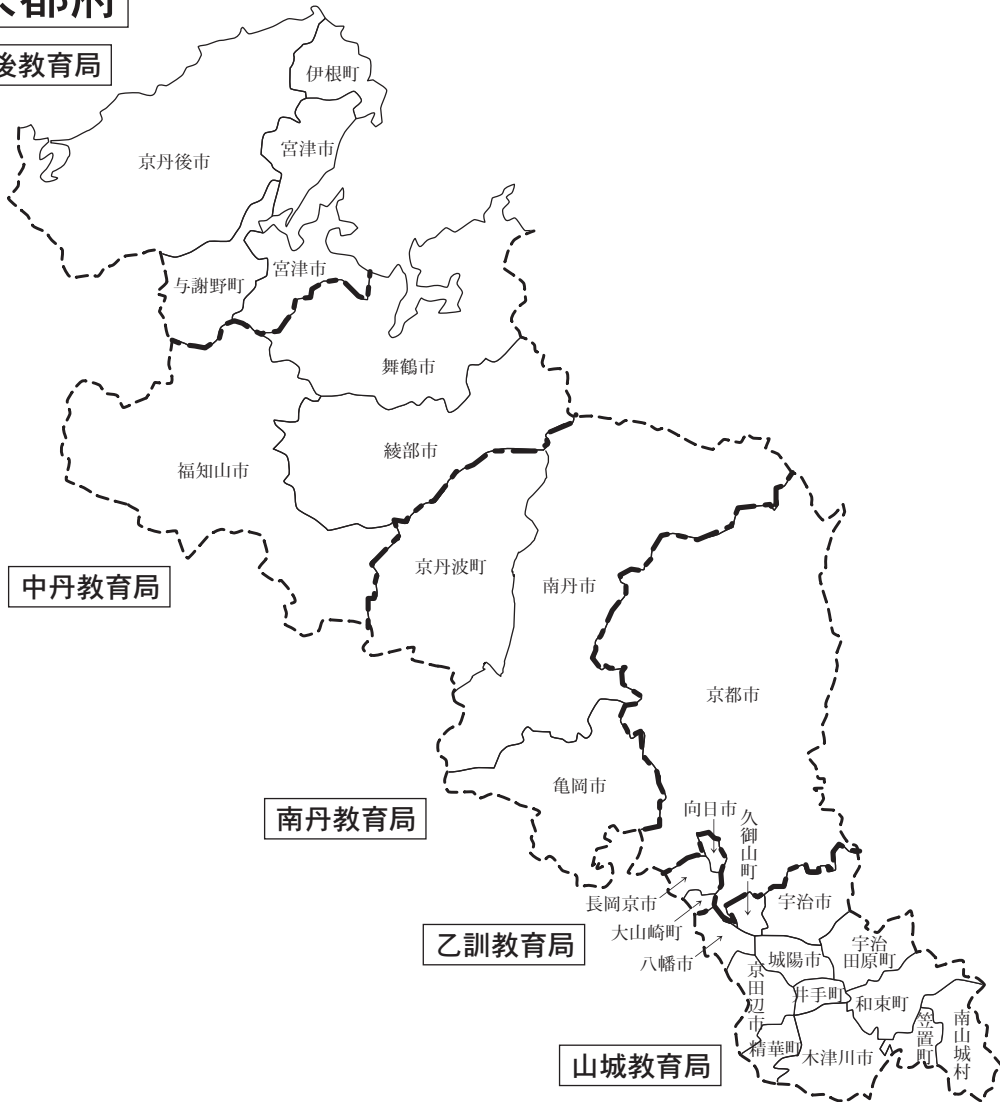 都府
後教育局
伊根町
宮津市
京丹後市
宮津市
与謝野町
舞鶴市
綾部市
福知山市
京丹波町
中丹教育局
南丹市
京都市
亀岡市
南丹教育局
向日市
久御山町
長岡京市
宇治市
大山崎町
乙訓教育局
八幡市
城陽市
宇治
田原町
京田辺市
井手町
和束町
笠置町
南山城村
精華町
木津川市
山城教育局